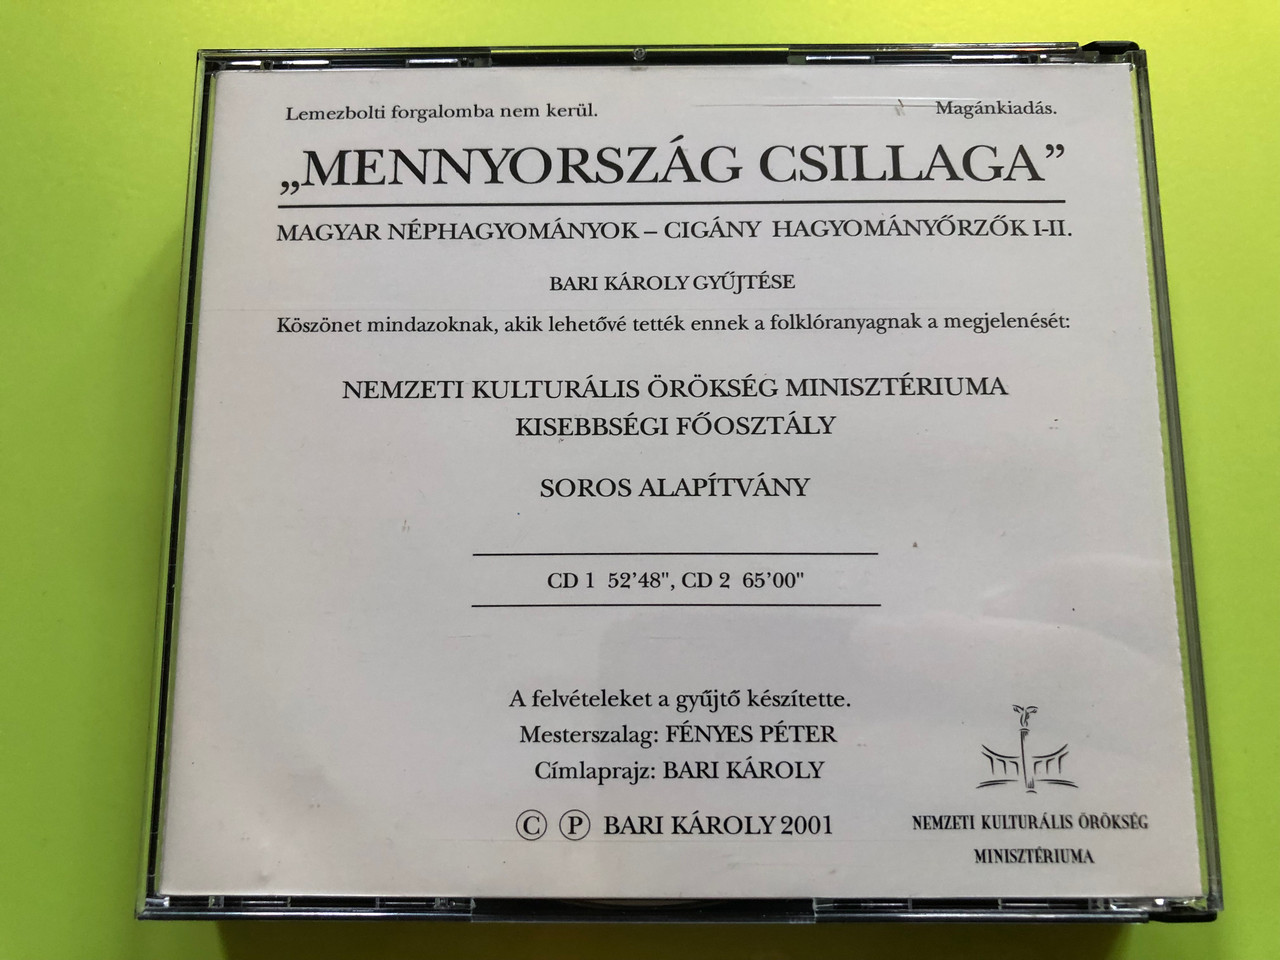 Lemezbolti forgalomba nem kerül. Magánkiadás.
„MENNYORSZÁG CSILLAGA”
MAGYAR NÉPHAGYOMÁNYOK – CIGÁNY HAGYOMÁNYŐRZŐK I-II.
BARI KÁROLY GYŰJTÉSE
Köszönet mindazoknak, akik lehetővé tették ennek a folklóranyagnak a megjelenését:
NEMZETI KULTURÁLIS ÖRÖKSÉG MINISZTÉRIUMA
KISEBBSÉGI FŐOSZTÁLY
SOROS ALAPÍTVÁNY
CD 1 52’48", CD 2 65’00"
A felvételeket a gyűjtő készítette.
Mesterszalag: FÉNYES PÉTER
Címlaprajz: BARI KÁROLY
Ⓒ Ⓟ BARI KÁROLY 2001
NEMZETI KULTURÁLIS ÖRÖKSÉG
MINISZTÉRIUMA